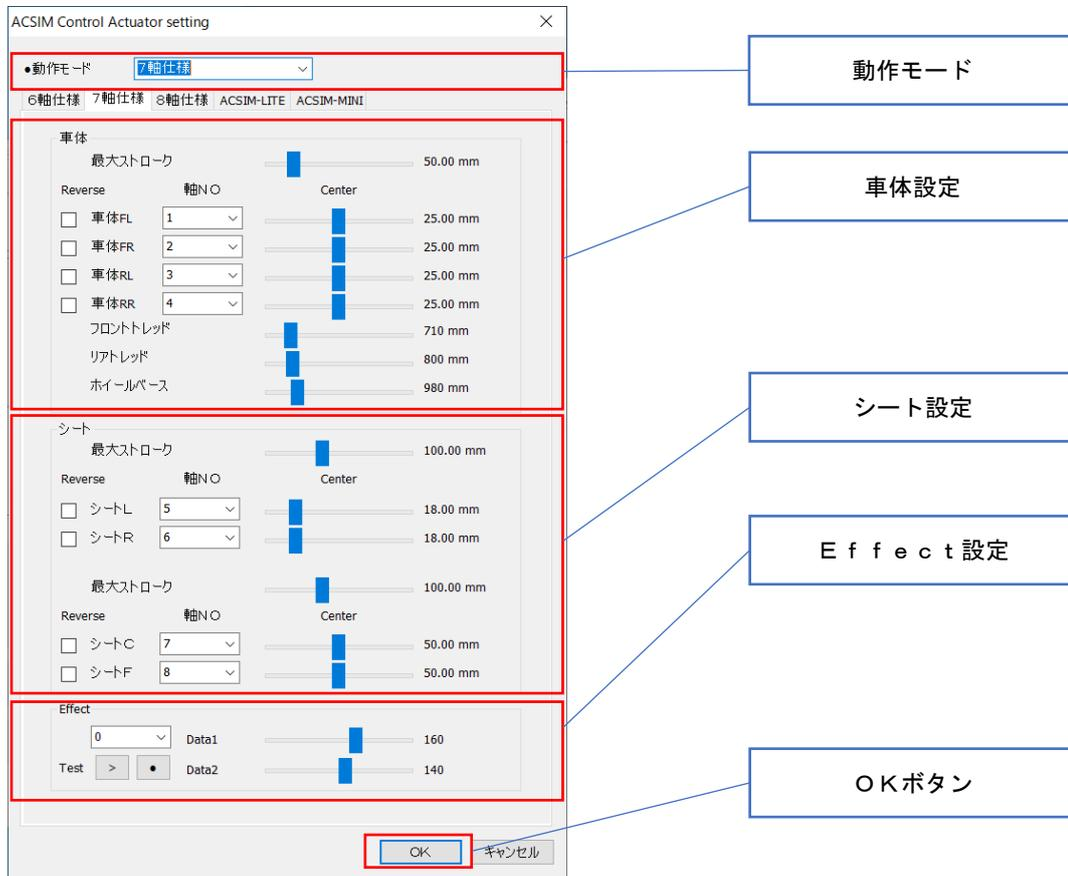 ACSIM Control Actuator setting
●動作モード 7軸仕様
6軸仕様 7軸仕様 8軸仕様 ACSIM-LITE ACSIM-MINI
車体
最大ストローク 50.00 mm
Reverse 軸NO Center
車体FL 1 25.00 mm
車体FR 2 25.00 mm
車体RL 3 25.00 mm
車体RR 4 25.00 mm
フロントトレッド 710 mm
リアトレッド 800 mm
ホイールベース 980 mm
シート
最大ストローク 100.00 mm
Reverse 軸NO Center
シートL 5 18.00 mm
シートR 6 18.00 mm
最大ストローク 100.00 mm
Reverse 軸NO Center
シートC 7 50.00 mm
シートF 8 50.00 mm
Effect
0 Data1 160
Test > ● Data2 140
OK キャンセル
動作モード
車体設定
シート設定
Ｅｆｆｅｃｔ設定
ＯＫボタン